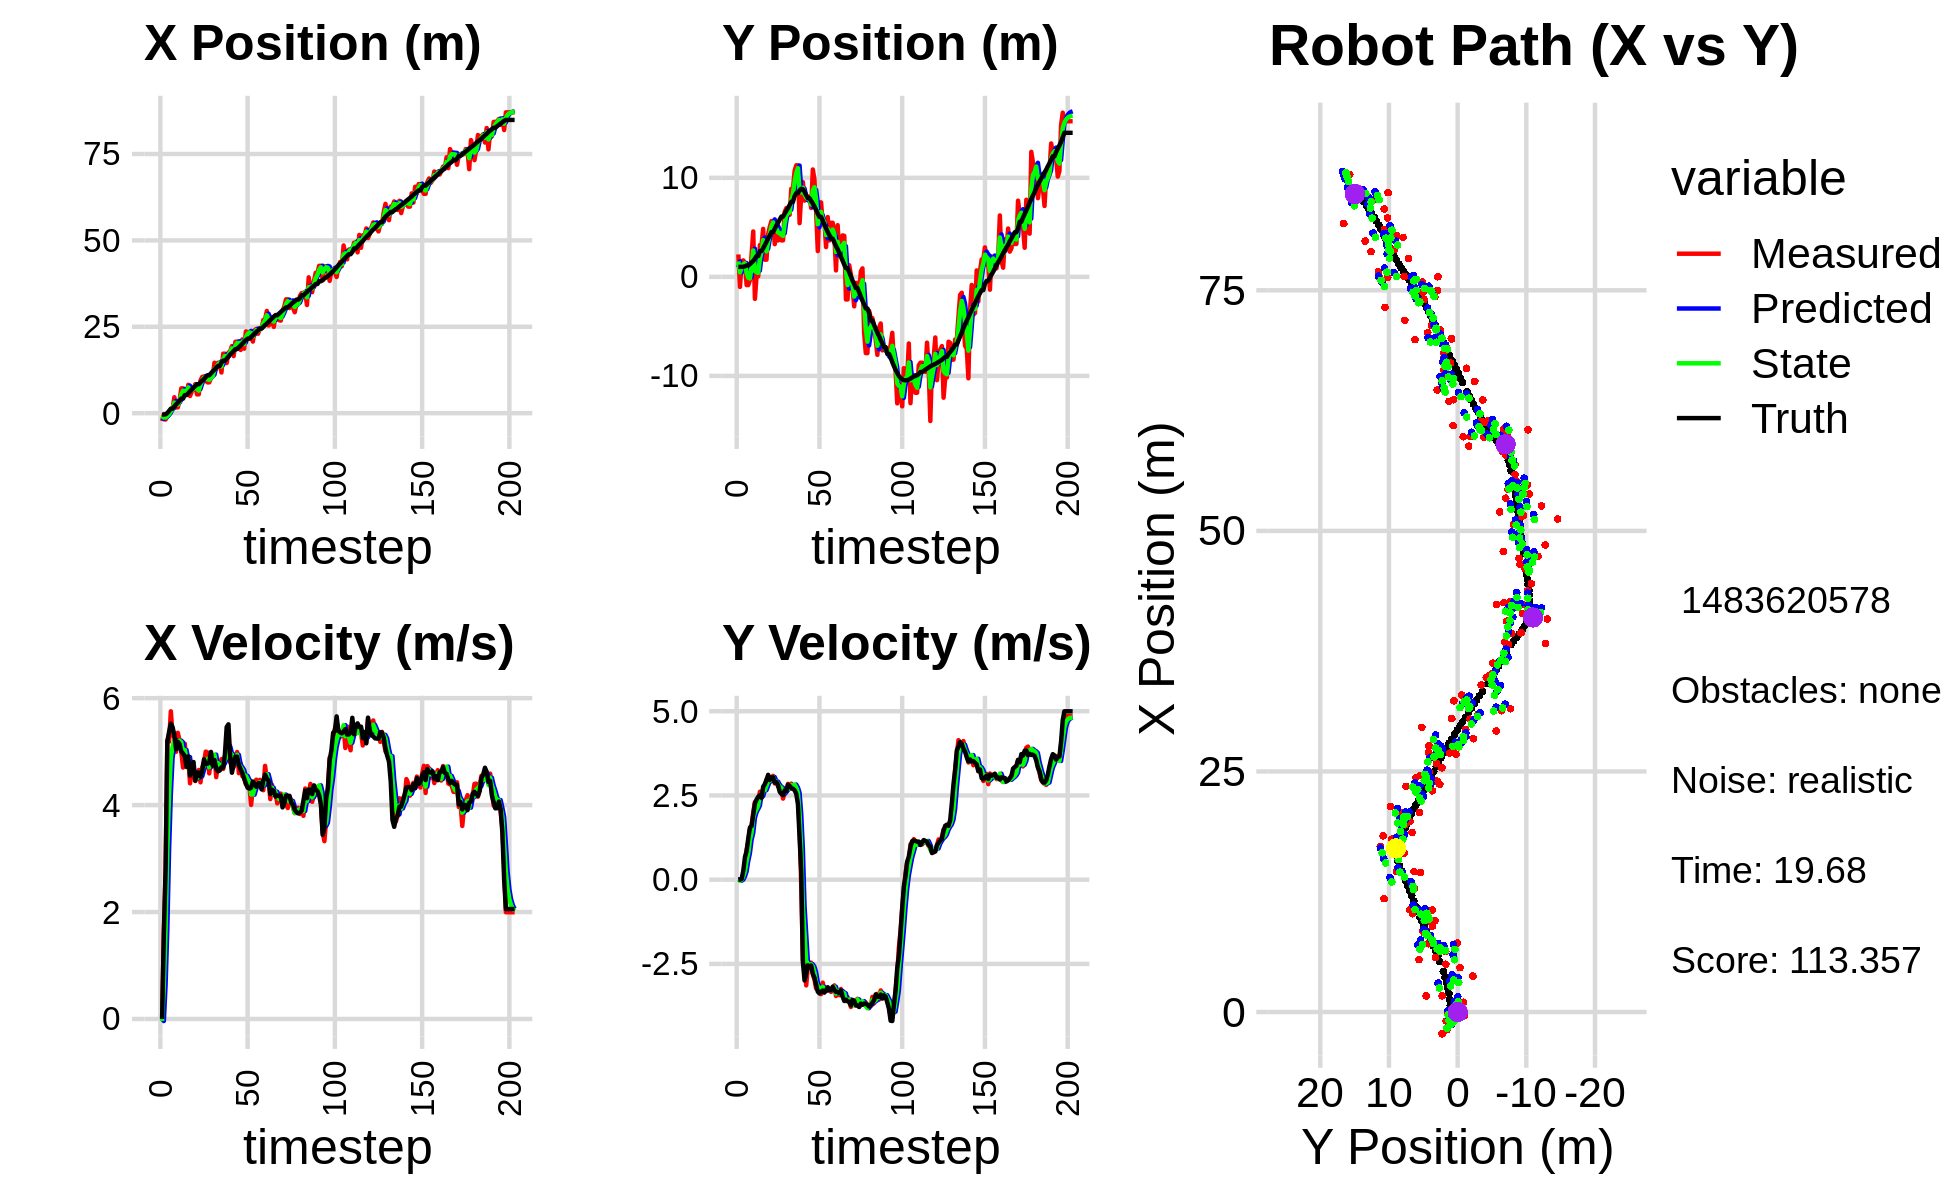 X Position (m)
75
50
25
0
0
50
100
150
200
timestep
Y Position (m)
10
0
-10
0
50
100
150
200
timestep
X Velocity (m/s)
6
4
2
0
0
50
100
150
200
timestep
Y Velocity (m/s)
5.0
2.5
0.0
-2.5
0
50
100
150
200
timestep
Robot Path (X vs Y)
X Position (m)
75
50
25
0
20 10 0 -10 -20
Y Position (m)
variable
Measured
Predicted
State
Truth
1483620578
Obstacles: none
Noise: realistic
Time: 19.68
Score: 113.357